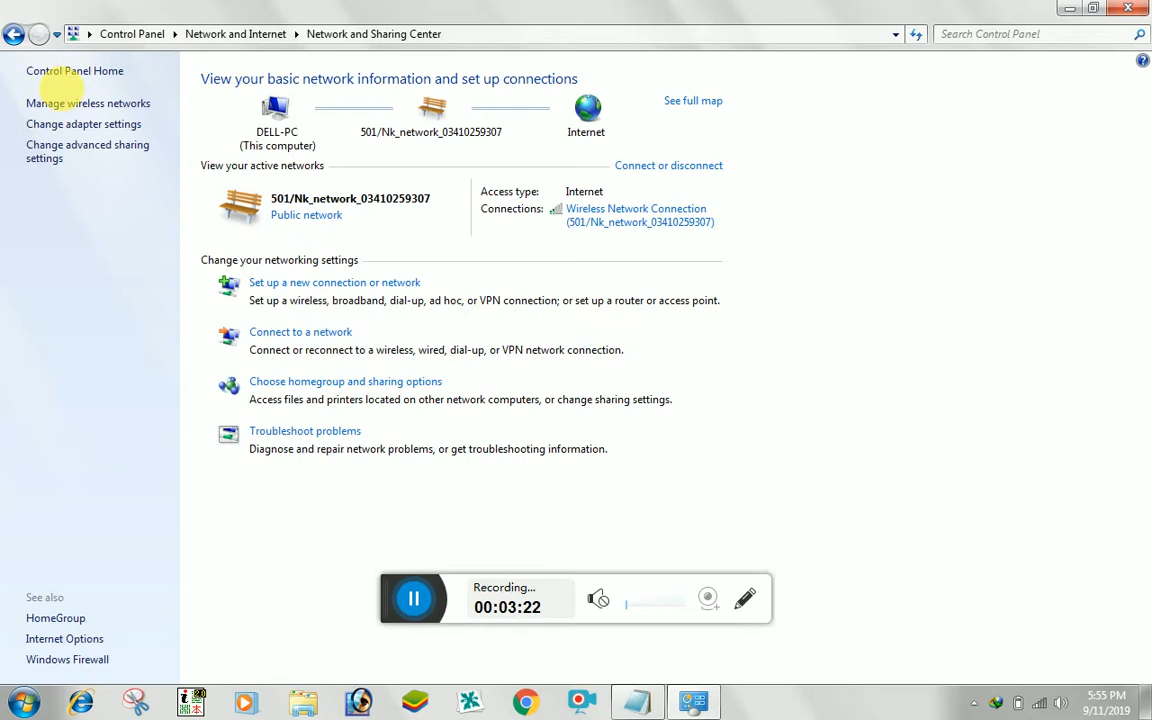 Control Panel
Network and Internet
Network and Sharing Center
Search Control Panel
Control Panel Home
Manage wireless networks
Change adapter settings
Change advanced sharing
settings
View your basic network information and set up connections
See full map
DELL-PC
(This computer)
501/Nk_network_03410259307
Internet
View your active networks
Connect or disconnect
501/Nk_network_03410259307
Public network
Access type: Internet
Connections: Wireless Network Connection
(501/Nk_network_03410259307)
Change your networking settings
Set up a new connection or network
Set up a wireless, broadband, dial-up, ad hoc, or VPN connection; or set up a router or access point.
Connect to a network
Connect or reconnect to a wireless, wired, dial-up, or VPN network connection.
Choose homegroup and sharing options
Access files and printers located on other network computers, or change sharing settings.
Troubleshoot problems
Diagnose and repair network problems, or get troubleshooting information.
Recording...
00:03:22
See also
HomeGroup
Internet Options
Windows Firewall
5:55 PM
9/11/2019